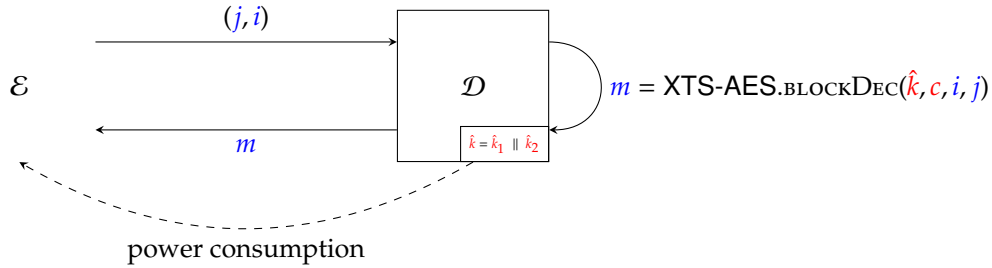 (j, i)
ℰ
𝒟
m = XTS-AES.BLOCKDEC(k̂, c, i, j)
m
k̂ = k̂₁ ∥ k̂₂
power consumption